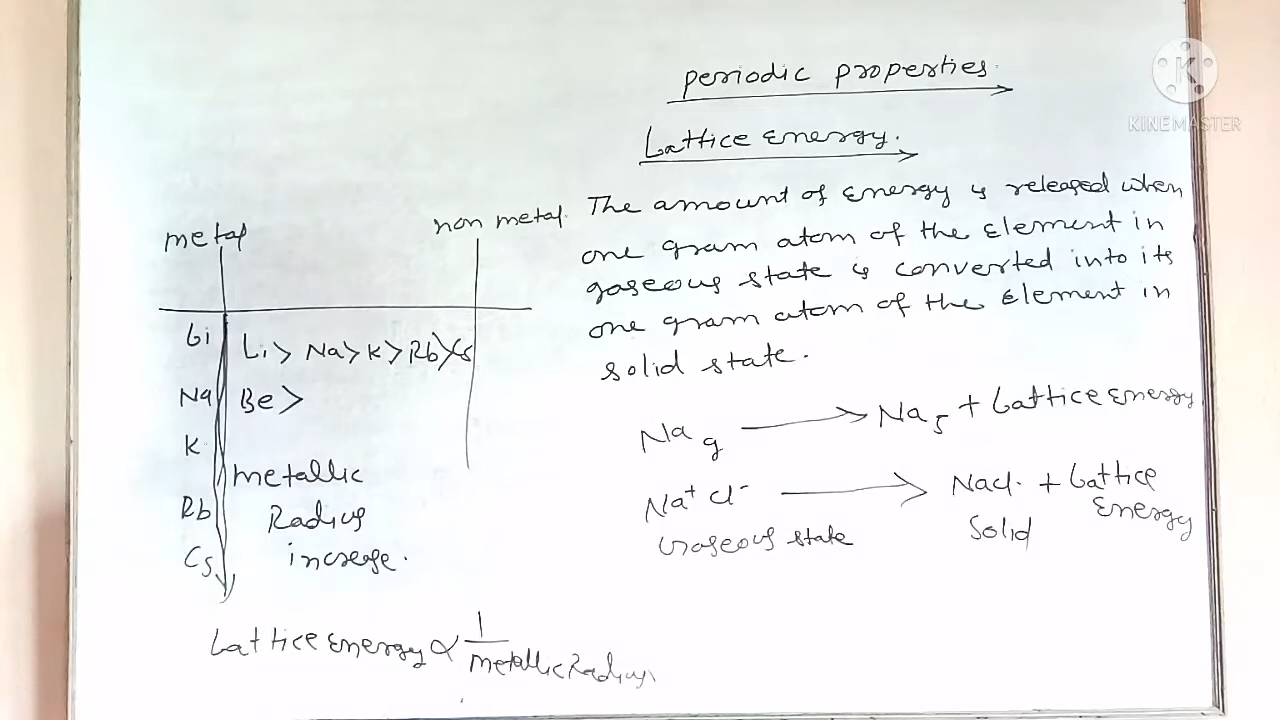 periodic properties.
Lattice Energy.
The amount of Energy is released when
one gram atom of the Element in
gaseous state is converted into its
one gram atom of the Element in
solid state.
Na g → Na s + Lattice Energy
Na+ Cl- → NaCl. + Lattice Energy
Gaseous state Solid
metal non metal.
Li Li > Na > K > Rb > Cs
Na Be >
K
metallic
Rb Radius
Cs increase.
Lattice Energy ∝ 1/metallic Radius
K
KINEMASTER